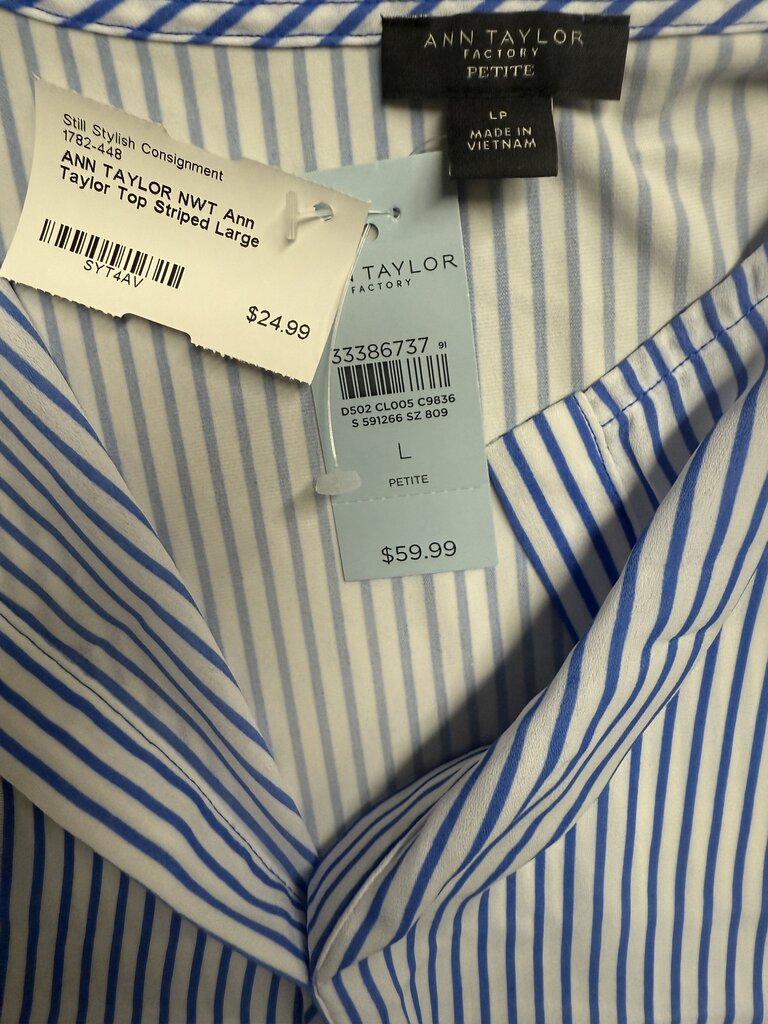 ANN TAYLOR
FACTORY
PETITE
LP
MADE IN
VIETNAM
Still Stylish Consignment
1782-448
ANN TAYLOR NWT Ann
Taylor Top Striped Large
SYT4AV
$24.99
TAYLOR
FACTORY
33386737 91
D502 CL005 C9836
S 591266 SZ 809
L
PETITE
$59.99